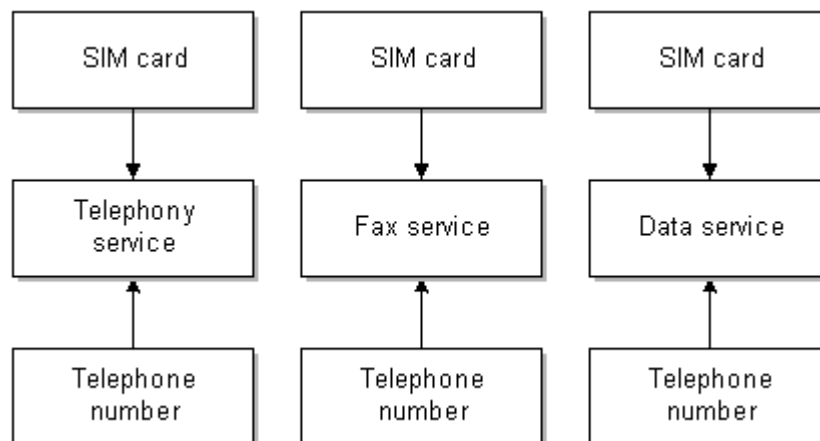 SIM card
SIM card
SIM card
Telephony
service
Fax service
Data service
Telephone
number
Telephone
number
Telephone
number